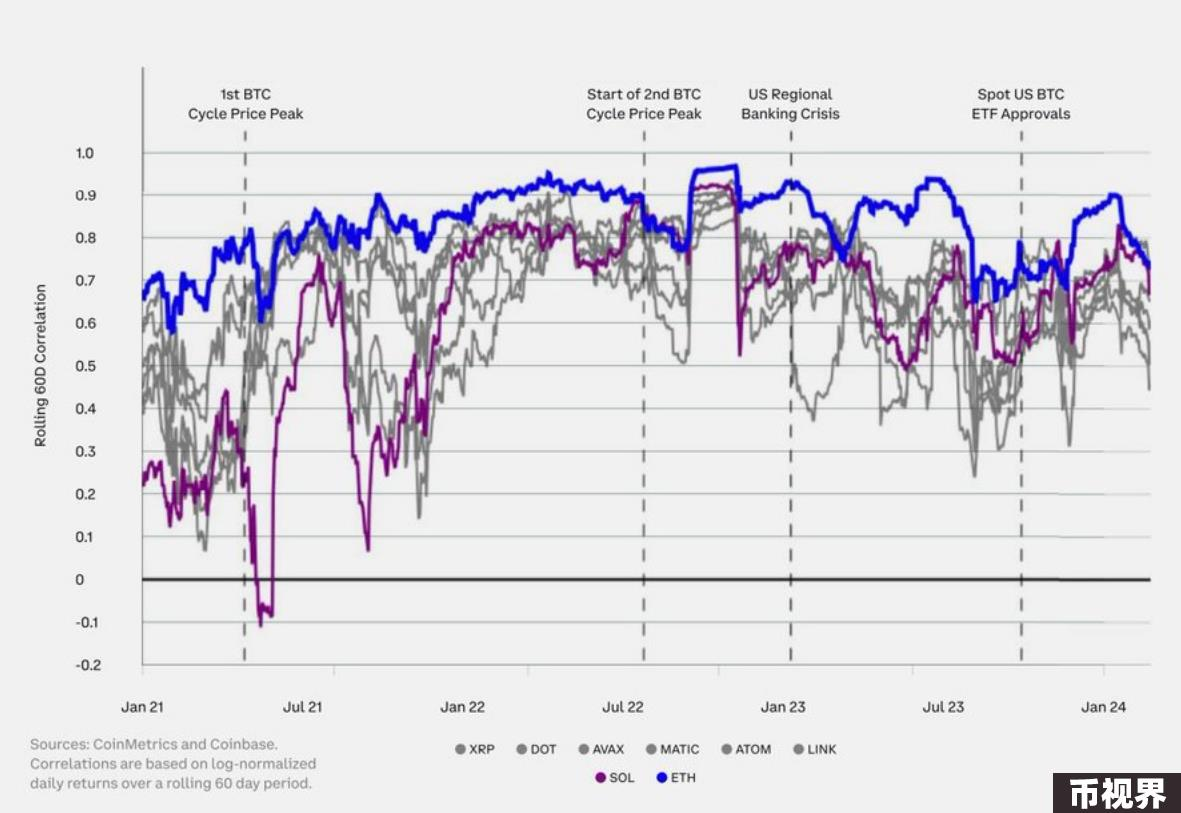 1st BTC
Cycle Price Peak
Start of 2nd BTC
Cycle Price Peak
US Regional
Banking Crisis
Spot US BTC
ETF Approvals
Rolling 60D Correlation
1.0
0.9
0.8
0.7
0.6
0.5
0.4
0.3
0.2
0.1
0
-0.1
-0.2
Jan 21
Jul 21
Jan 22
Jul 22
Jan 23
Jul 23
Jan 24
XRP DOT AVAX MATIC ATOM LINK
SOL ETH
Sources: CoinMetrics and Coinbase.
Correlations are based on log-normalized
daily returns over a rolling 60 day period.
币视界